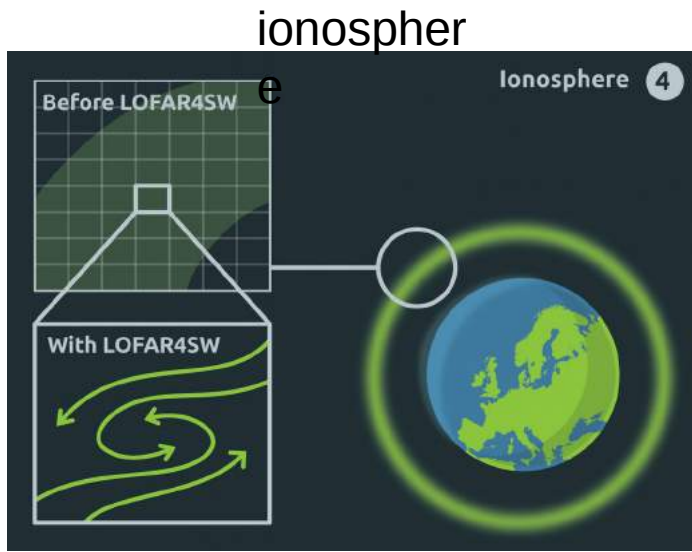 ionospher
e
Ionosphere 4
Before LOFAR4SW
With LOFAR4SW